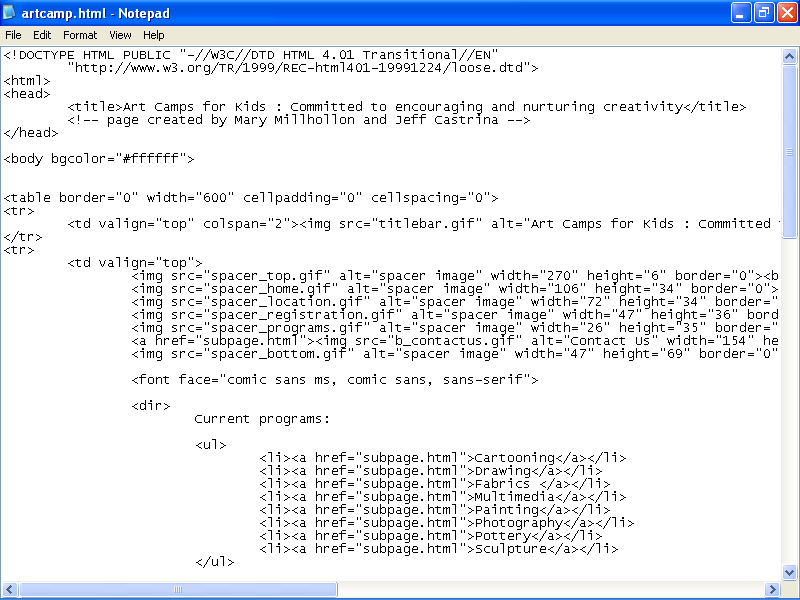 artcamp.html - Notepad
File Edit Format View Help
<!DOCTYPE HTML PUBLIC "-//W3C//DTD HTML 4.01 Transitional//EN"
"http://www.w3.org/TR/1999/REC-html401-19991224/loose.dtd">
<html>
<head>
<title>Art Camps for Kids : Committed to encouraging and nurturing creativity</title>
<!-- page created by Mary Millhollon and Jeff Castrina -->
</head>
<body bgcolor="#ffffff">
<table border="0" width="600" cellpadding="0" cellspacing="0">
<tr>
<td valign="top" colspan="2"><img src="titlebar.gif" alt="Art Camps for Kids : Committed
</tr>
<tr>
<td valign="top">
<img src="spacer_top.gif" alt="spacer image" width="270" height="6" border="0"><b
<img src="spacer_home.gif" alt="spacer image" width="106" height="34" border="0">
<img src="spacer_location.gif" alt="spacer image" width="72" height="34" border="
<img src="spacer_registration.gif" alt="spacer image" width="47" height="36" bord
<img src="spacer_programs.gif" alt="spacer image" width="26" height="35" border="
<a href="subpage.html"><img src="b_contactus.gif" alt="Contact Us" width="154" he
<img src="spacer_bottom.gif" alt="spacer image" width="47" height="69" border="0"
<font face="comic sans ms, comic sans, sans-serif">
<dir>
Current programs:
<ul>
<li><a href="subpage.html">Cartooning</a></li>
<li><a href="subpage.html">Drawing</a></li>
<li><a href="subpage.html">Fabrics </a></li>
<li><a href="subpage.html">Multimedia</a></li>
<li><a href="subpage.html">Painting</a></li>
<li><a href="subpage.html">Photography</a></li>
<li><a href="subpage.html">Pottery</a></li>
<li><a href="subpage.html">Sculpture</a></li>
</ul>